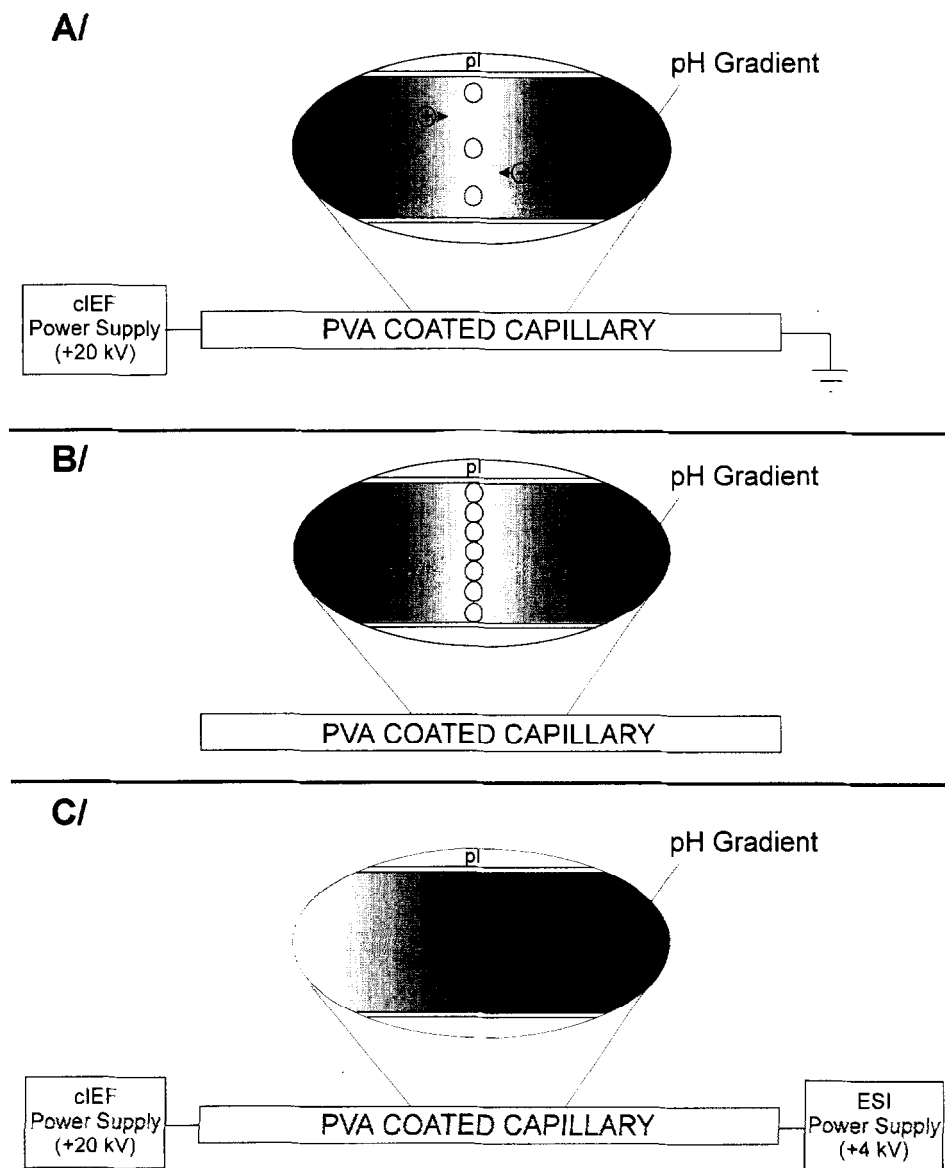 A/
pI
pH Gradient
+
-
cIEF
Power Supply
(+20 kV)
PVA COATED CAPILLARY
B/
pI
pH Gradient
PVA COATED CAPILLARY
C/
pI
pH Gradient
cIEF
Power Supply
(+20 kV)
PVA COATED CAPILLARY
ESI
Power Supply
(+4 kV)